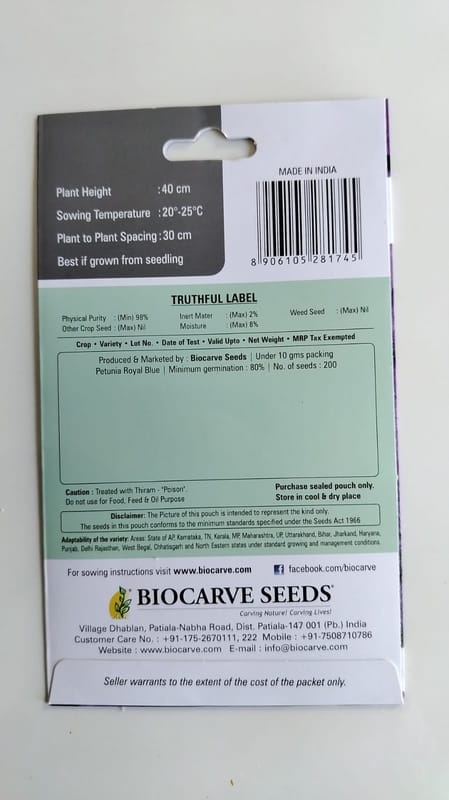 Plant Height : 40 cm
Sowing Temperature : 20°-25°C
Plant to Plant Spacing : 30 cm
Best if grown from seedling
MADE IN INDIA
8 906105 281745
TRUTHFUL LABEL
Physical Purity : (Min) 98% Inert Mater : (Max) 2% Weed Seed : (Max) Nil
Other Crop Seed : (Max) Nil Moisture : (Max) 8%
Crop • Variety • Lot No. • Date of Test • Valid Upto • Net Weight • MRP Tax Exempted
Produced & Marketed by : Biocarve Seeds | Under 10 gms packing
Petunia Royal Blue | Minimum germination : 80% | No. of seeds : 200
Caution : Treated with Thiram - "Poison".
Do not use for Food, Feed & Oil Purpose
Purchase sealed pouch only.
Store in cool & dry place
Disclaimer: The Picture of this pouch is intended to represent the kind only.
The seeds in this pouch conforms to the minimum standards specified under the Seeds Act 1966
Adaptability of the variety: Areas: State of AP, Karnataka, TN, Kerala, MP, Maharashtra, UP, Uttarakhand, Bihar, Jharkand, Haryana,
Punjab, Delhi Rajasthan, West Begal, Chhatisgarh and North Eastern states under standard growing and management conditions.
For sowing instructions visit www.biocarve.com f facebook.com/biocarve
BIOCARVE SEEDS®
Carving Nature! Carving Lives!
Village Dhablan, Patiala-Nabha Road, Dist. Patiala-147 001 (Pb.) India
Customer Care No. : +91-175-2670111, 222 Mobile : +91-7508710786
Website : www.biocarve.com E-mail : info@biocarve.com
Seller warrants to the extent of the cost of the packet only.